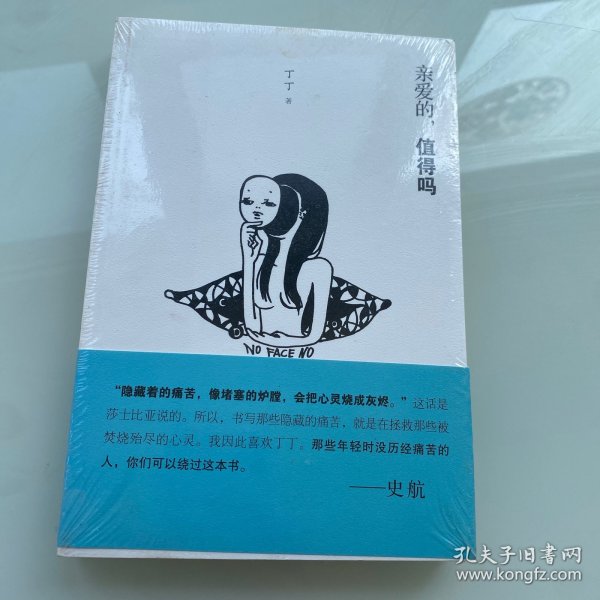 亲爱的，值得吗
丁丁 著
NO FACE NO
“隐藏着的痛苦，像堵塞的炉膛，会把心灵烧成灰烬。”这话是
莎士比亚说的。所以，书写那些隐藏的痛苦，就是在拯救那些被
焚烧殆尽的心灵。我因此喜欢丁丁。那些年轻时没历经痛苦的
人，你们可以绕过这本书。
——史航
孔夫子旧书网
www.kongfz.com